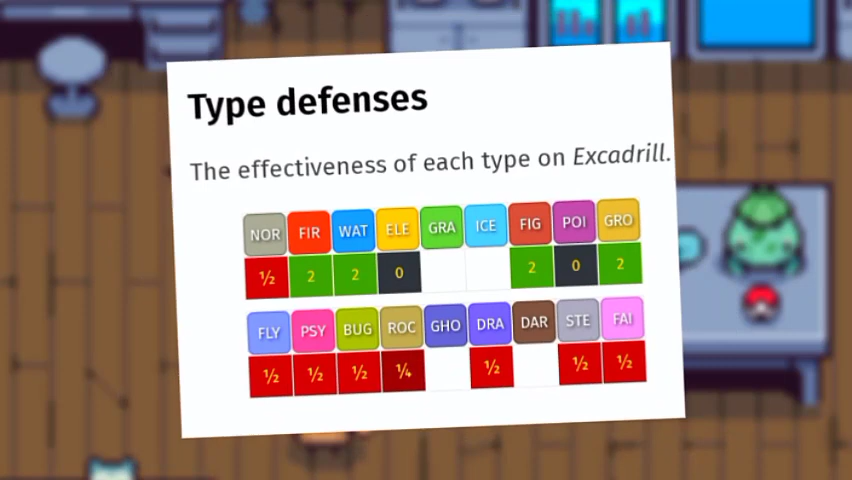 Type defenses
The effectiveness of each type on Excadrill.
NOR FIR WAT ELE GRA ICE FIG POI GRO
½ 2 2 0 2 0 2
FLY PSY BUG ROC GHO DRA DAR STE FAI
½ ½ ½ ¼ ½ ½ ½